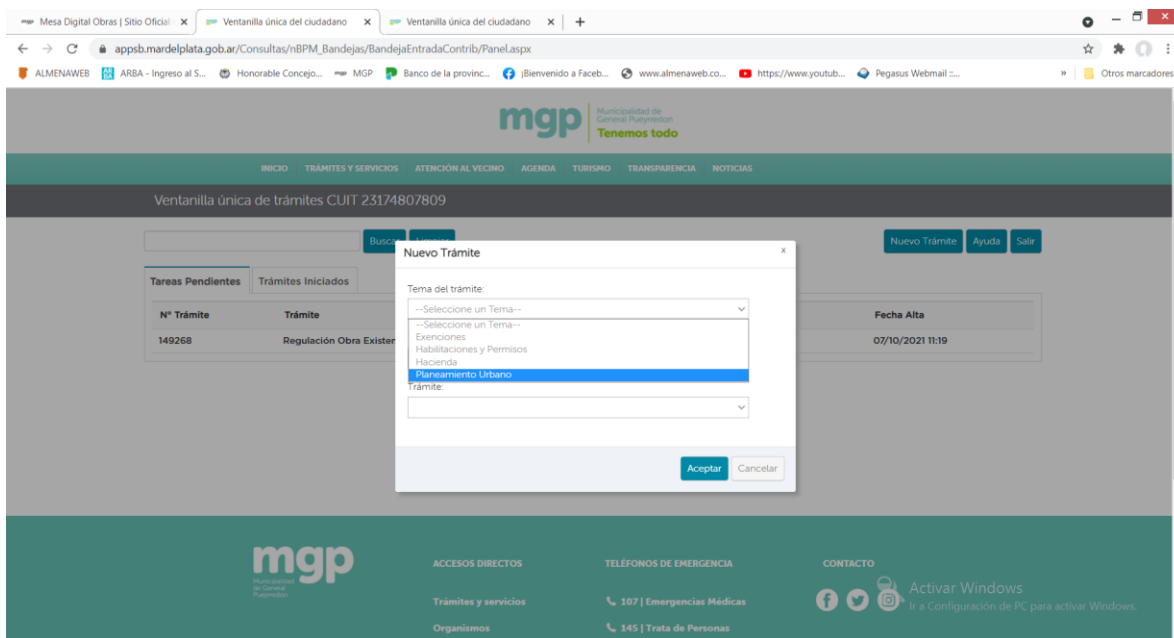 Mesa Digital Obras | Sitio Oficial
Ventanilla única del ciudadano
Ventanilla única del ciudadano
appsb.mardelplata.gob.ar/Consultas/nBPM_Bandejas/BandejaEntradaContrib/Panel.aspx
ALMENAWEB ARBA - Ingreso al S... Honorable Concejo... MGP Banco de la provinc... ¡Bienvenido a Faceb... www.almenaweb.co... https://www.youtub... Pegasus Webmail ::... » Otros marcadores
mgp
Municipalidad de
General Pueyrredon
Tenemos todo
INICIO TRÁMITES Y SERVICIOS ATENCIÓN AL VECINO AGENDA TURISMO TRANSPARENCIA NOTICIAS
Ventanilla única de trámites CUIT 23174807809
Nuevo Trámite Ayuda Salir
Nuevo Trámite x
Tareas Pendientes Trámites Iniciados
Tema del trámite:
--Seleccione un Tema--
--Seleccione un Tema--
Exenciones
Habilitaciones y Permisos
Hacienda
Planeamiento Urbano
Trámite:
Aceptar Cancelar
N° Trámite Trámite Fecha Alta
149268 Regulación Obra Existen 07/10/2021 11:19
mgp
Municipalidad
de General
Pueyrredon
ACCESOS DIRECTOS
Trámites y servicios
Organismos
TELÉFONOS DE EMERGENCIA
107 | Emergencias Médicas
145 | Trata de Personas
CONTACTO
Activar Windows
Ir a Configuración de PC para activar Windows.